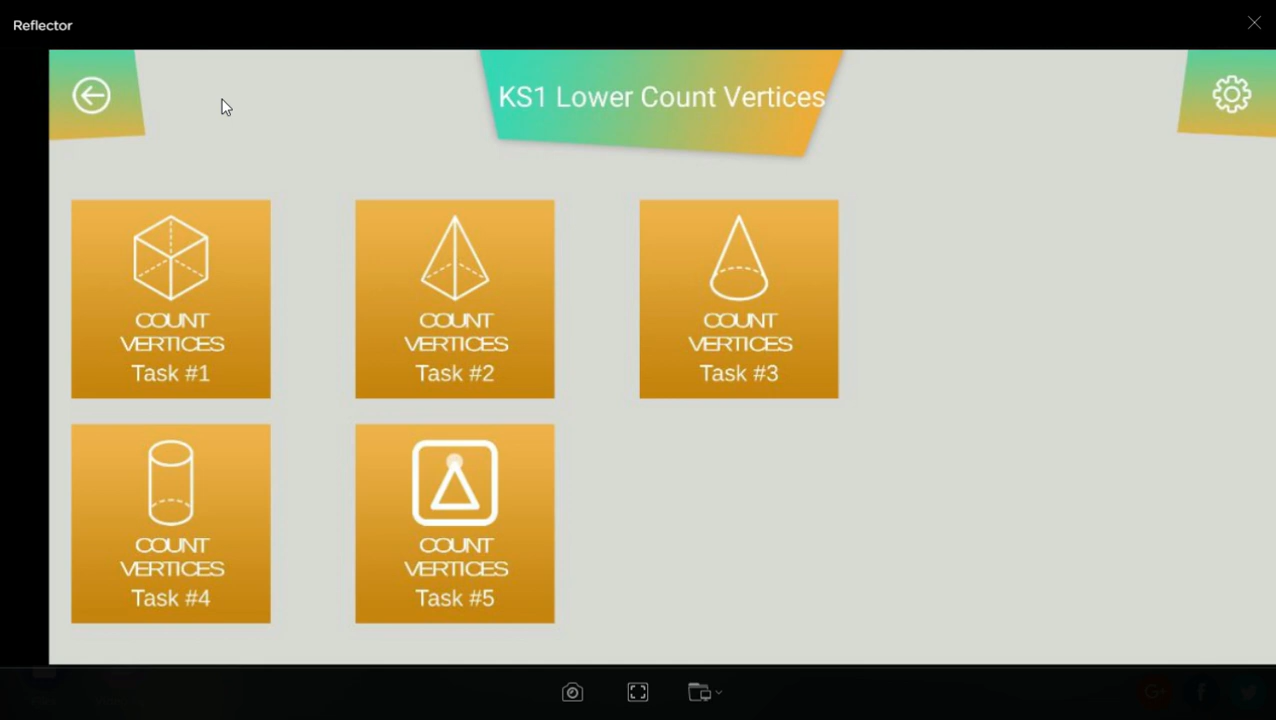 Reflector
KS1 Lower Count Vertices
COUNT
VERTICES
Task #1
COUNT
VERTICES
Task #2
COUNT
VERTICES
Task #3
COUNT
VERTICES
Task #4
COUNT
VERTICES
Task #5